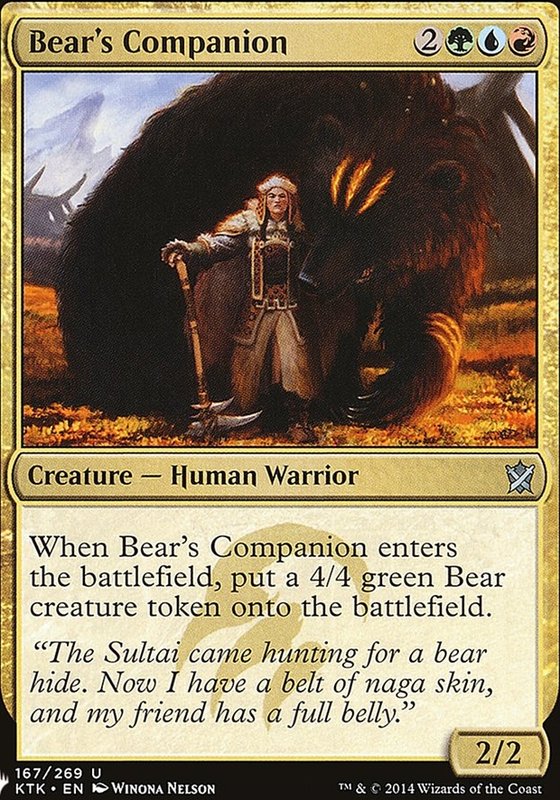 Bear's Companion 2
Creature — Human Warrior
When Bear's Companion enters
the battlefield, put a 4/4 green Bear
creature token onto the battlefield.
“The Sultai came hunting for a bear
hide. Now I have a belt of naga skin,
and my friend has a full belly.”
2/2
167/269 U
KTK • EN Winona Nelson
™ & © 2014 Wizards of the Coast